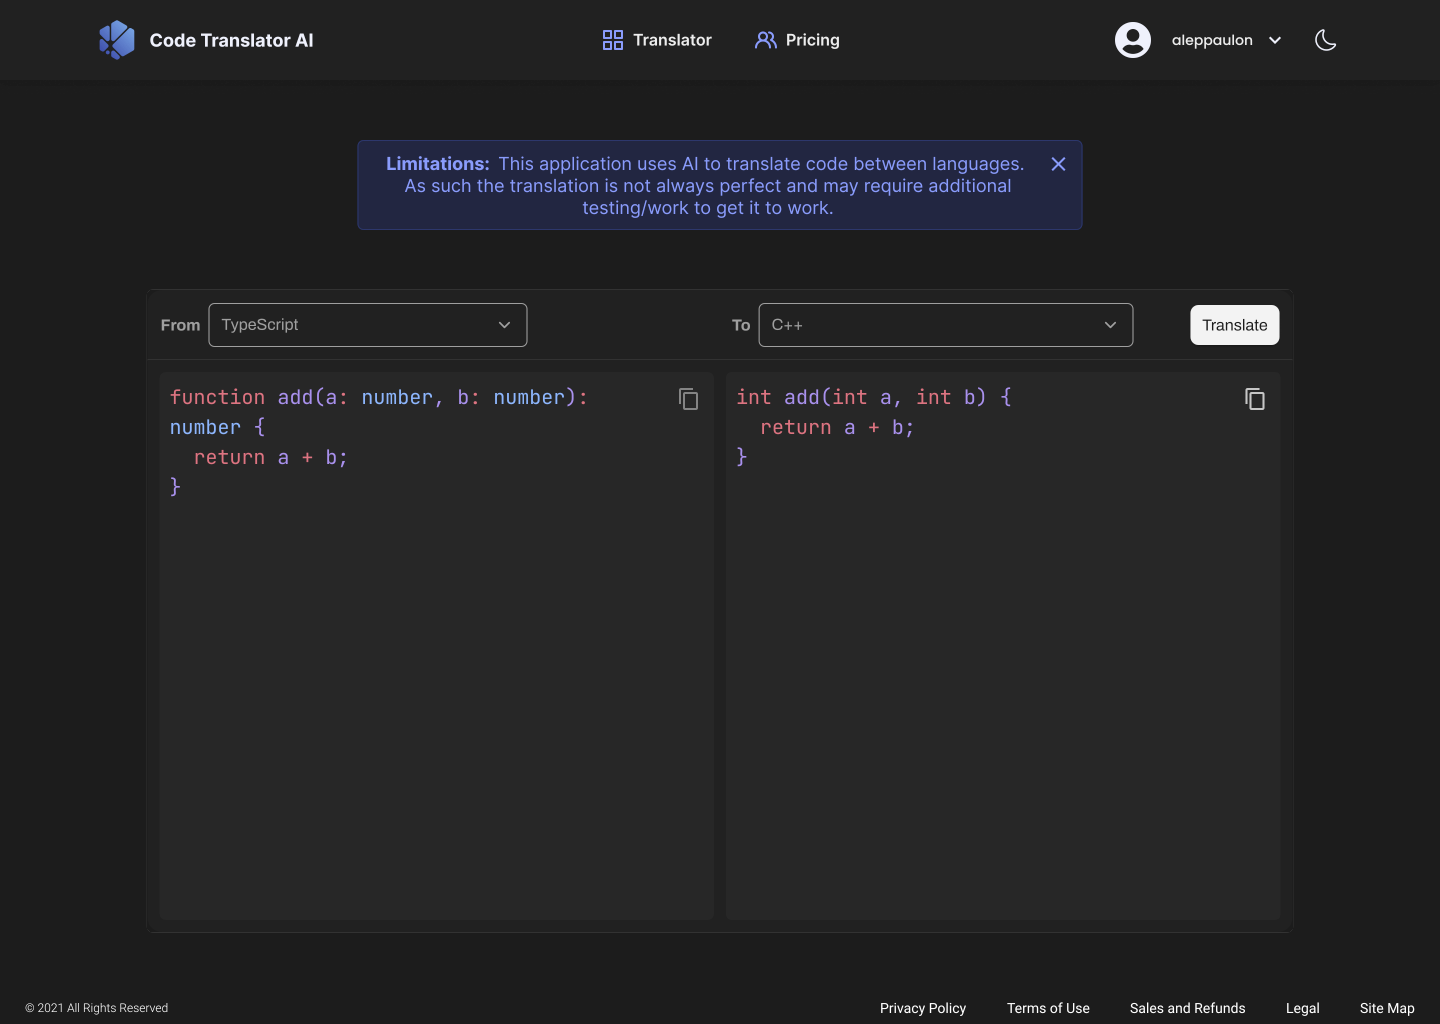 Code Translator AI
Translator
Pricing
aleppaulon
Limitations: This application uses AI to translate code between languages.
As such the translation is not always perfect and may require additional
testing/work to get it to work.
From
TypeScript
To
C++
Translate
function add(a: number, b: number):
number {
  return a + b;
}
int add(int a, int b) {
  return a + b;
}
© 2021 All Rights Reserved
Privacy Policy
Terms of Use
Sales and Refunds
Legal
Site Map